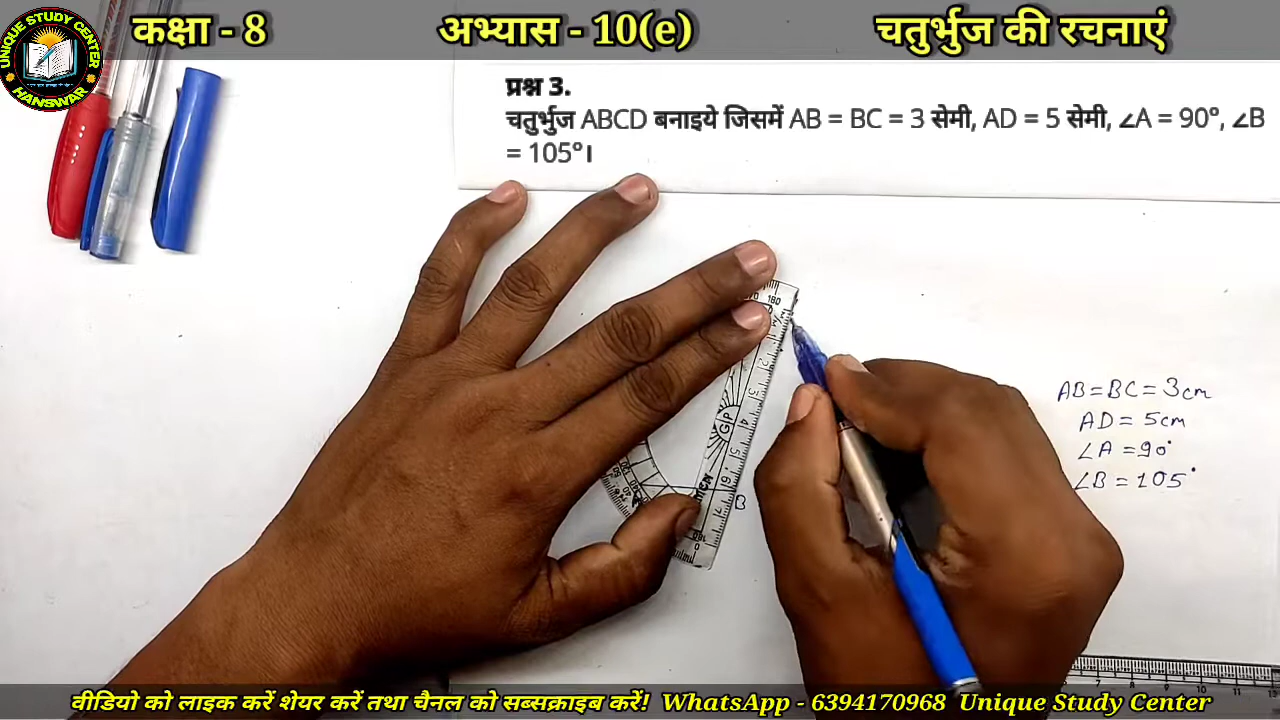 कक्षा - 8 अभ्यास - 10(e) चतुर्भुज की रचनाएं
UNIQUE STUDY CENTER
HANSWAR
प्रश्न 3.
चतुर्भुज ABCD बनाइये जिसमें AB = BC = 3 सेमी, AD = 5 सेमी, ∠A = 90°, ∠B
= 105°।
AB = BC = 3cm
AD = 5cm
∠A = 90°
∠B = 105°
B
वीडियो को लाइक करें शेयर करें तथा चैनल को सब्सक्राइब करें! WhatsApp - 6394170968 Unique Study Center